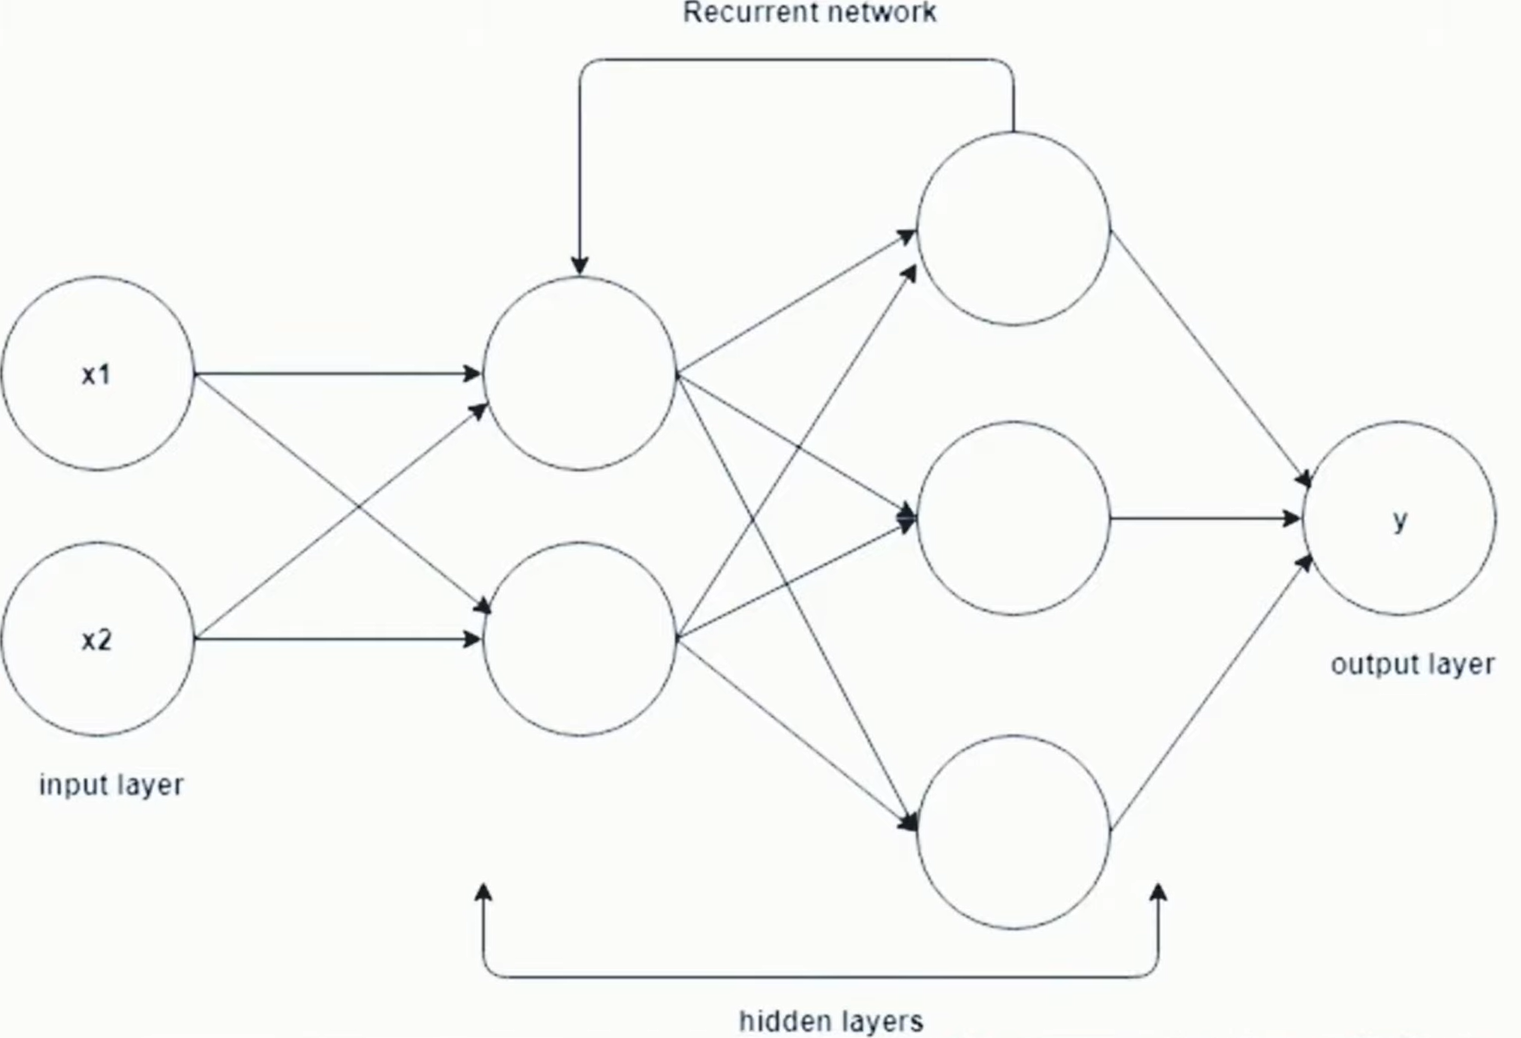 Recurrent network
x1
x2
y
output layer
input layer
hidden layers